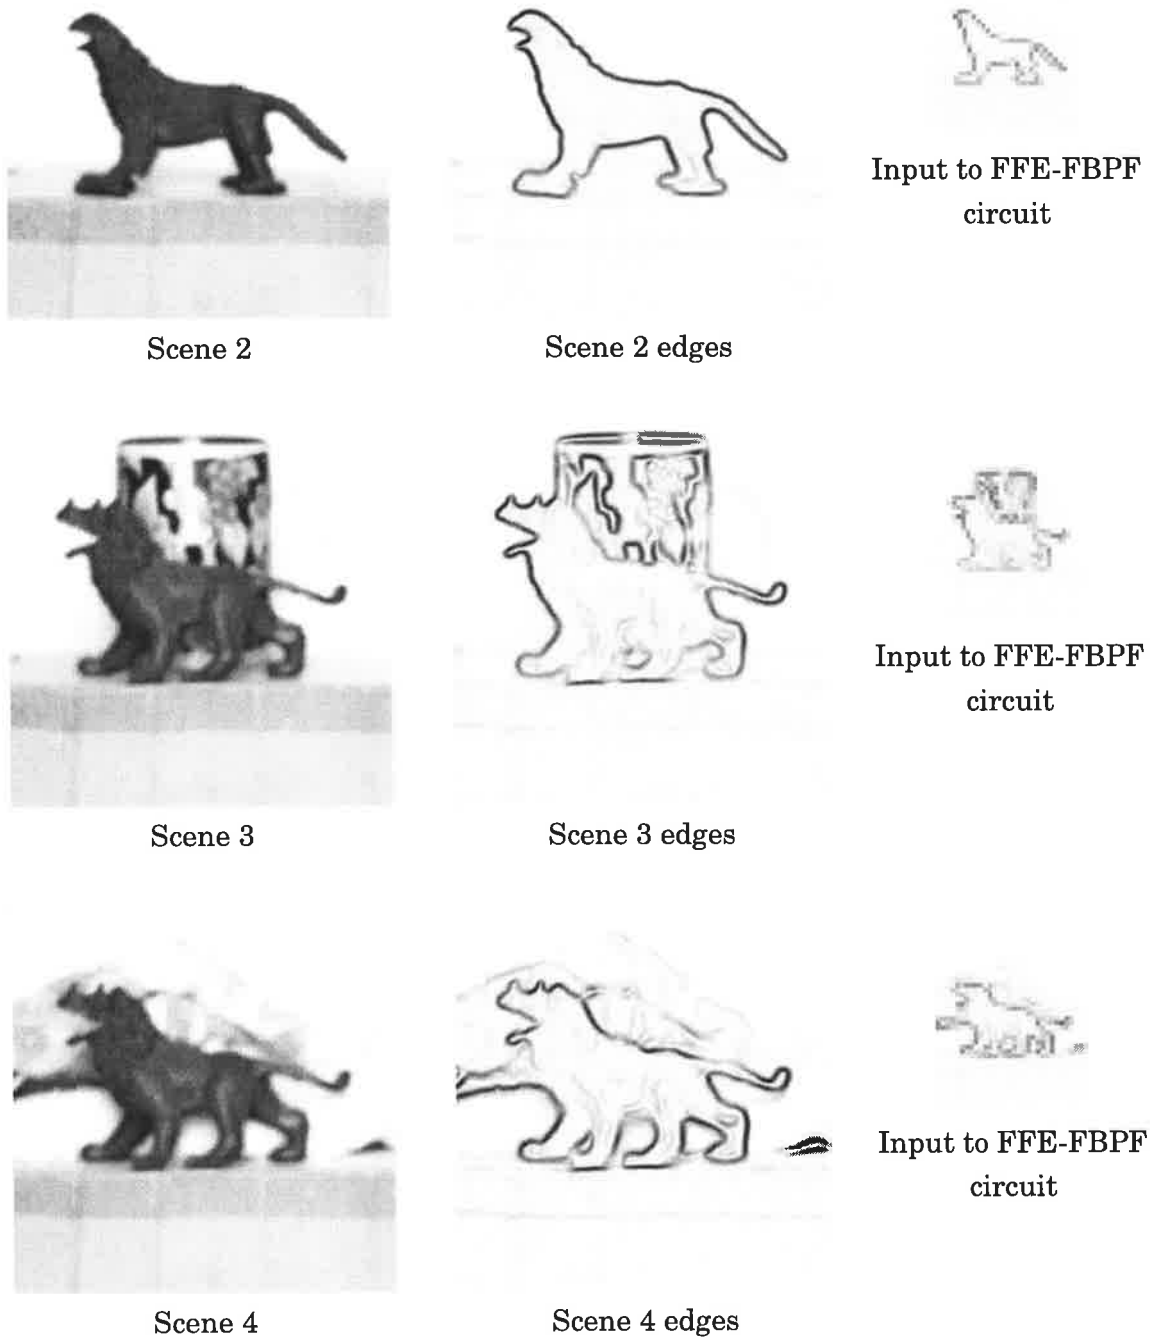 Input to FFE-FBPF
circuit
Scene 2
Scene 2 edges
Input to FFE-FBPF
circuit
Scene 3
Scene 3 edges
Input to FFE-FBPF
circuit
Scene 4
Scene 4 edges